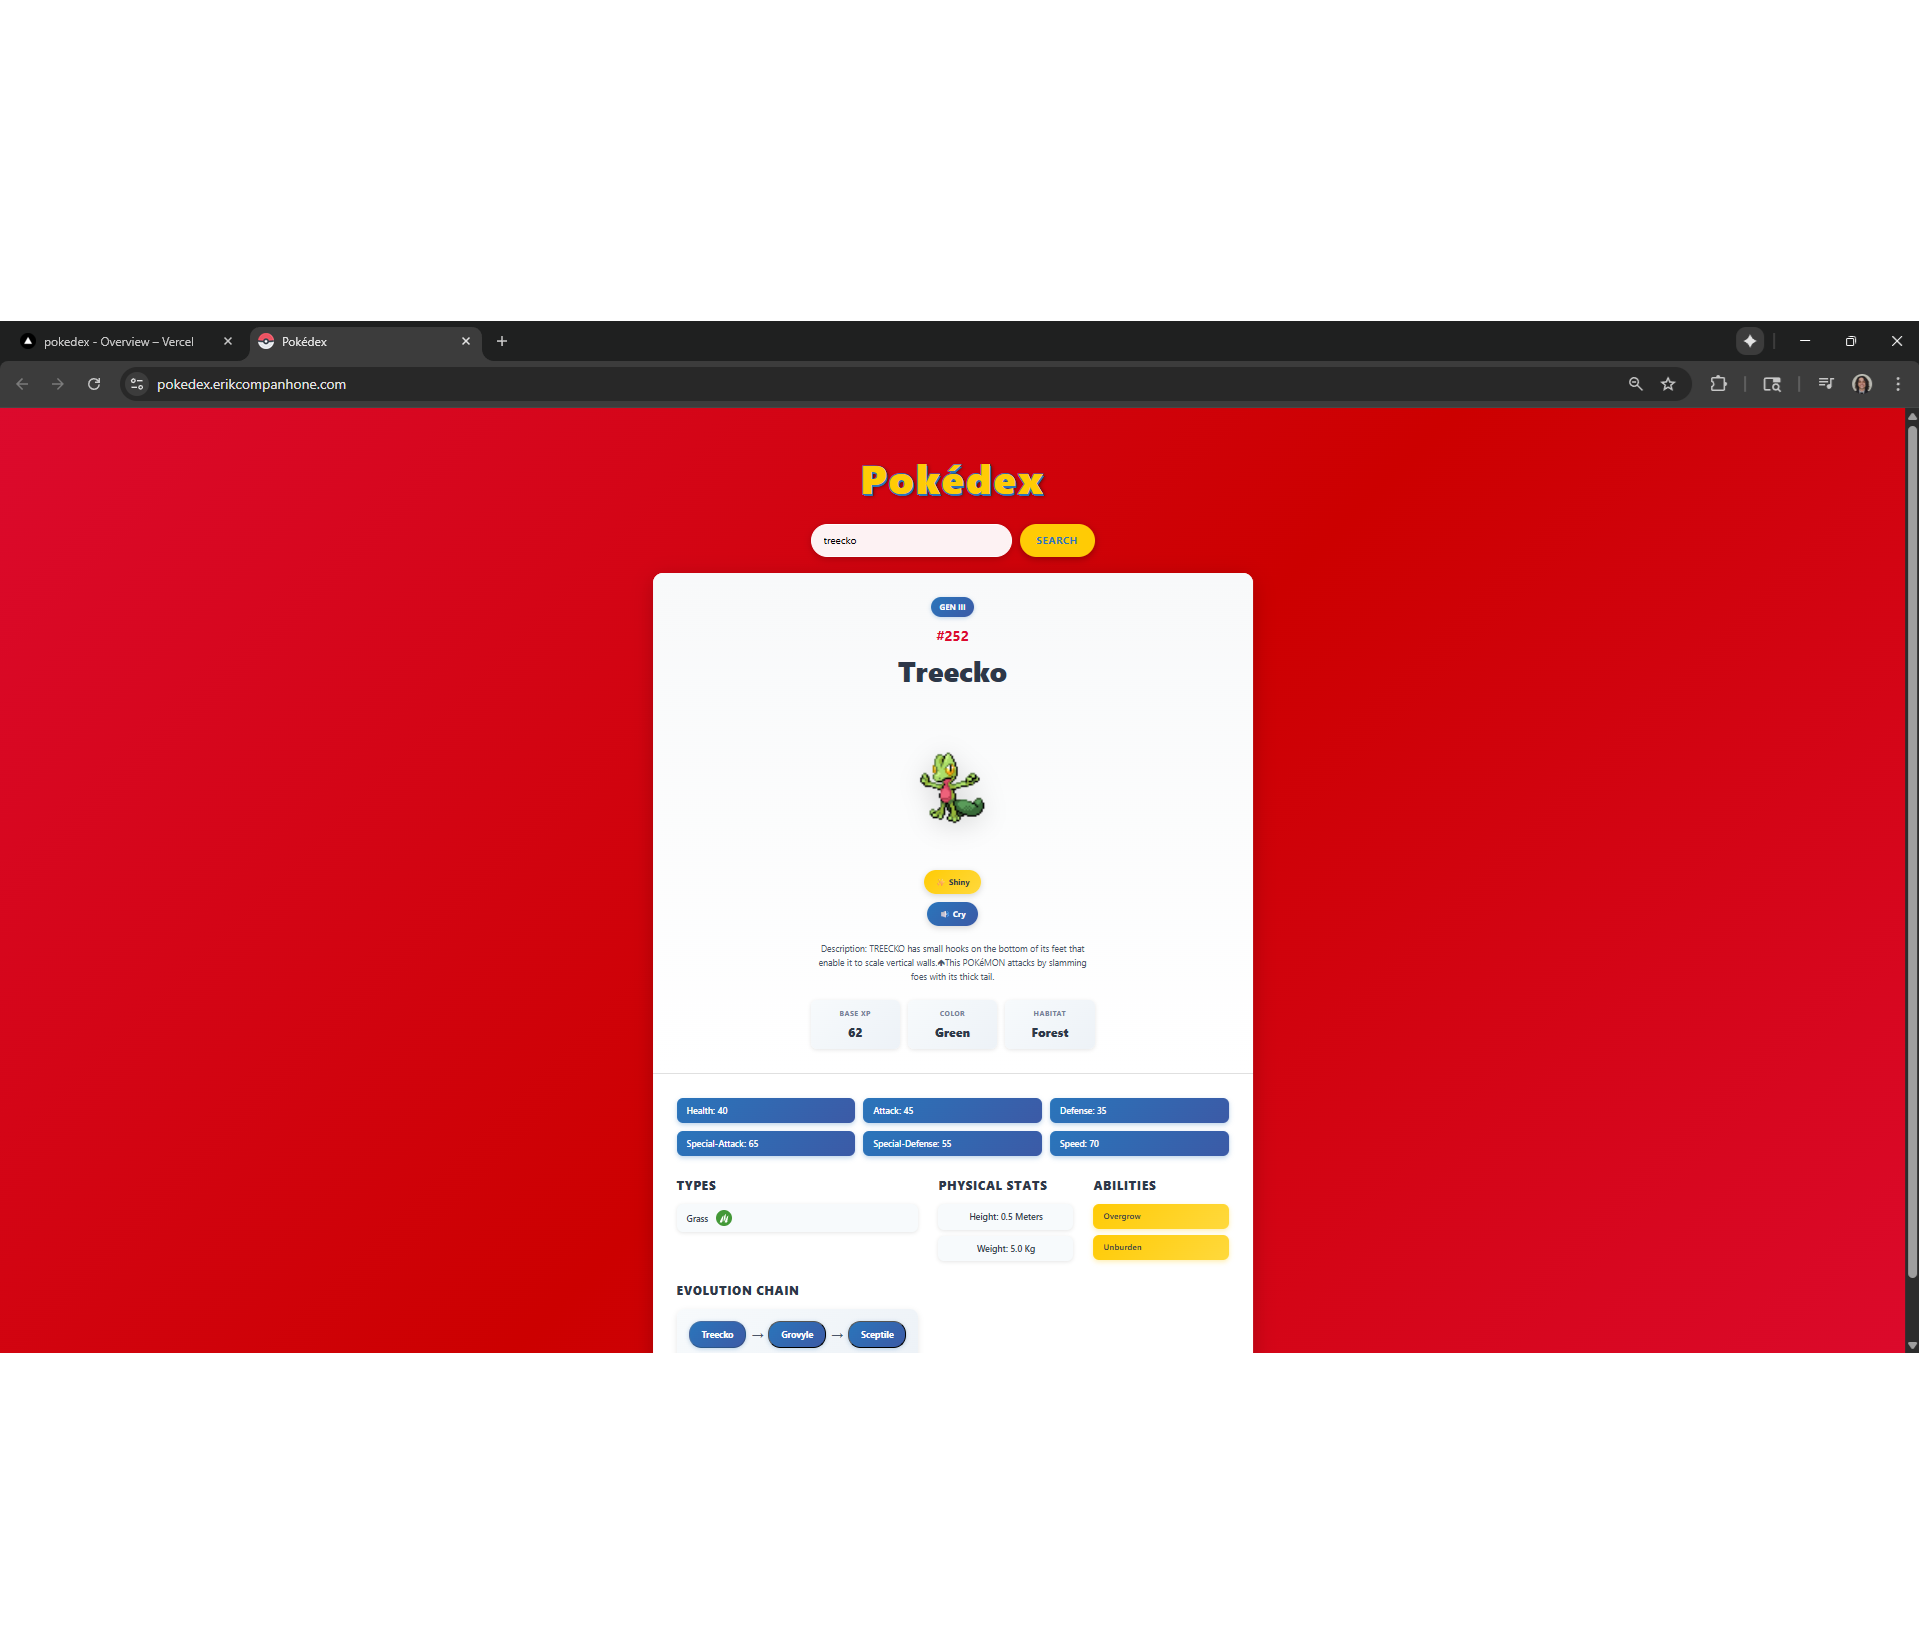 pokedex - Overview – Vercel
Pokédex
pokedex.erikcompanhone.com
Pokédex
treecko
SEARCH
GEN III
#252
Treecko
Shiny
Cry
Description: TREECKO has small hooks on the bottom of its feet that
enable it to scale vertical walls.↑This POKéMON attacks by slamming
foes with its thick tail.
BASE XP
62
COLOR
Green
HABITAT
Forest
Health: 40
Attack: 45
Defense: 35
Special-Attack: 65
Special-Defense: 55
Speed: 70
TYPES
Grass
PHYSICAL STATS
Height: 0.5 Meters
Weight: 5.0 Kg
ABILITIES
Overgrow
Unburden
EVOLUTION CHAIN
Treecko → Grovyle → Sceptile